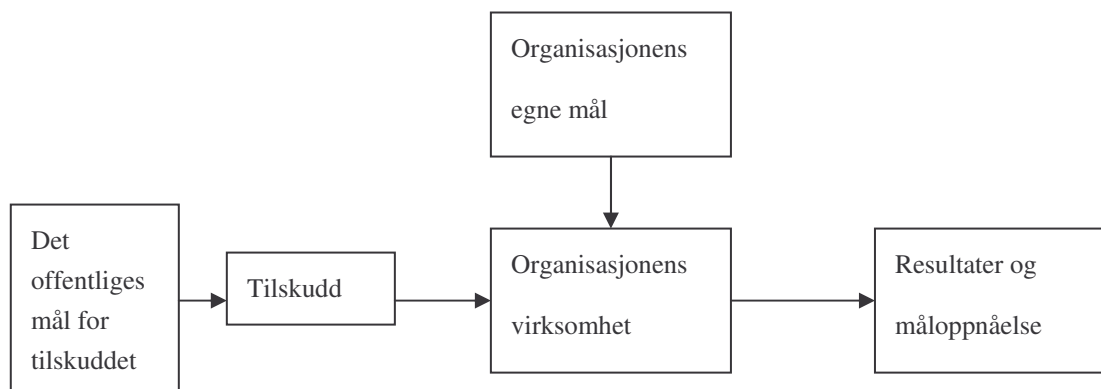 Organisasjonens
egne mål
Det
offentliges
mål for
tilskuddet
Tilskudd
Organisasjonens
virksomhet
Resultater og
måloppnåelse